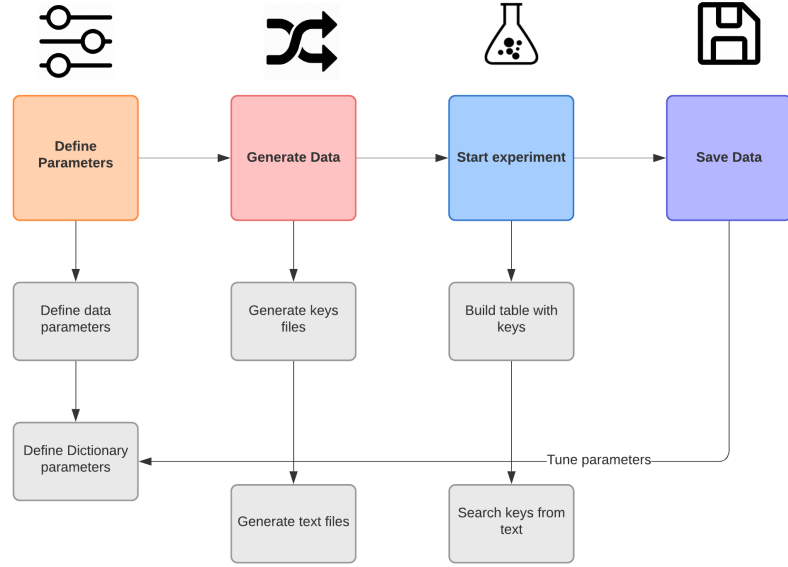 Define
Parameters
Generate Data
Start experiment
Save Data
Define data
parameters
Generate keys
files
Build table with
keys
Define Dictionary
parameters
Tune parameters
Generate text files
Search keys from
text